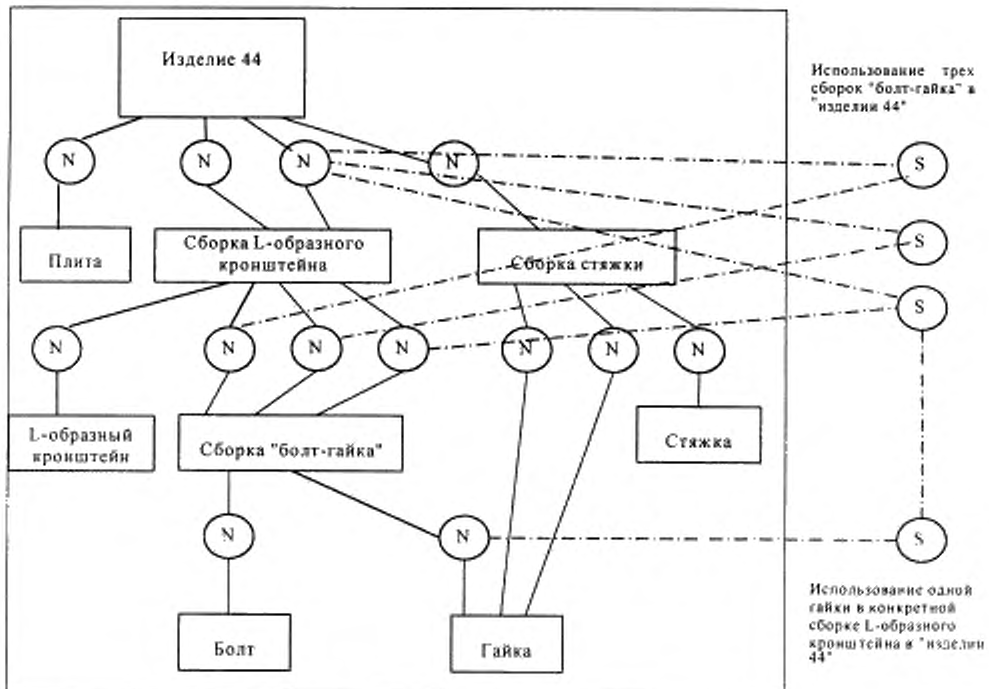 Изделие 44
Использование трех
сборок "болт-гайка" в
"изделии 44"
N
N
N
N
S
Плита
Сборка L-образного
кронштейна
Сборка стяжки
S
S
N
N
N
N
N
N
N
L-образный
кронштейн
Сборка "болт-гайка"
Стяжка
N
N
S
Болт
Гайка
Использование одной
гайки в конкретной
сборке L-образного
кронштейна в "изделии
44"